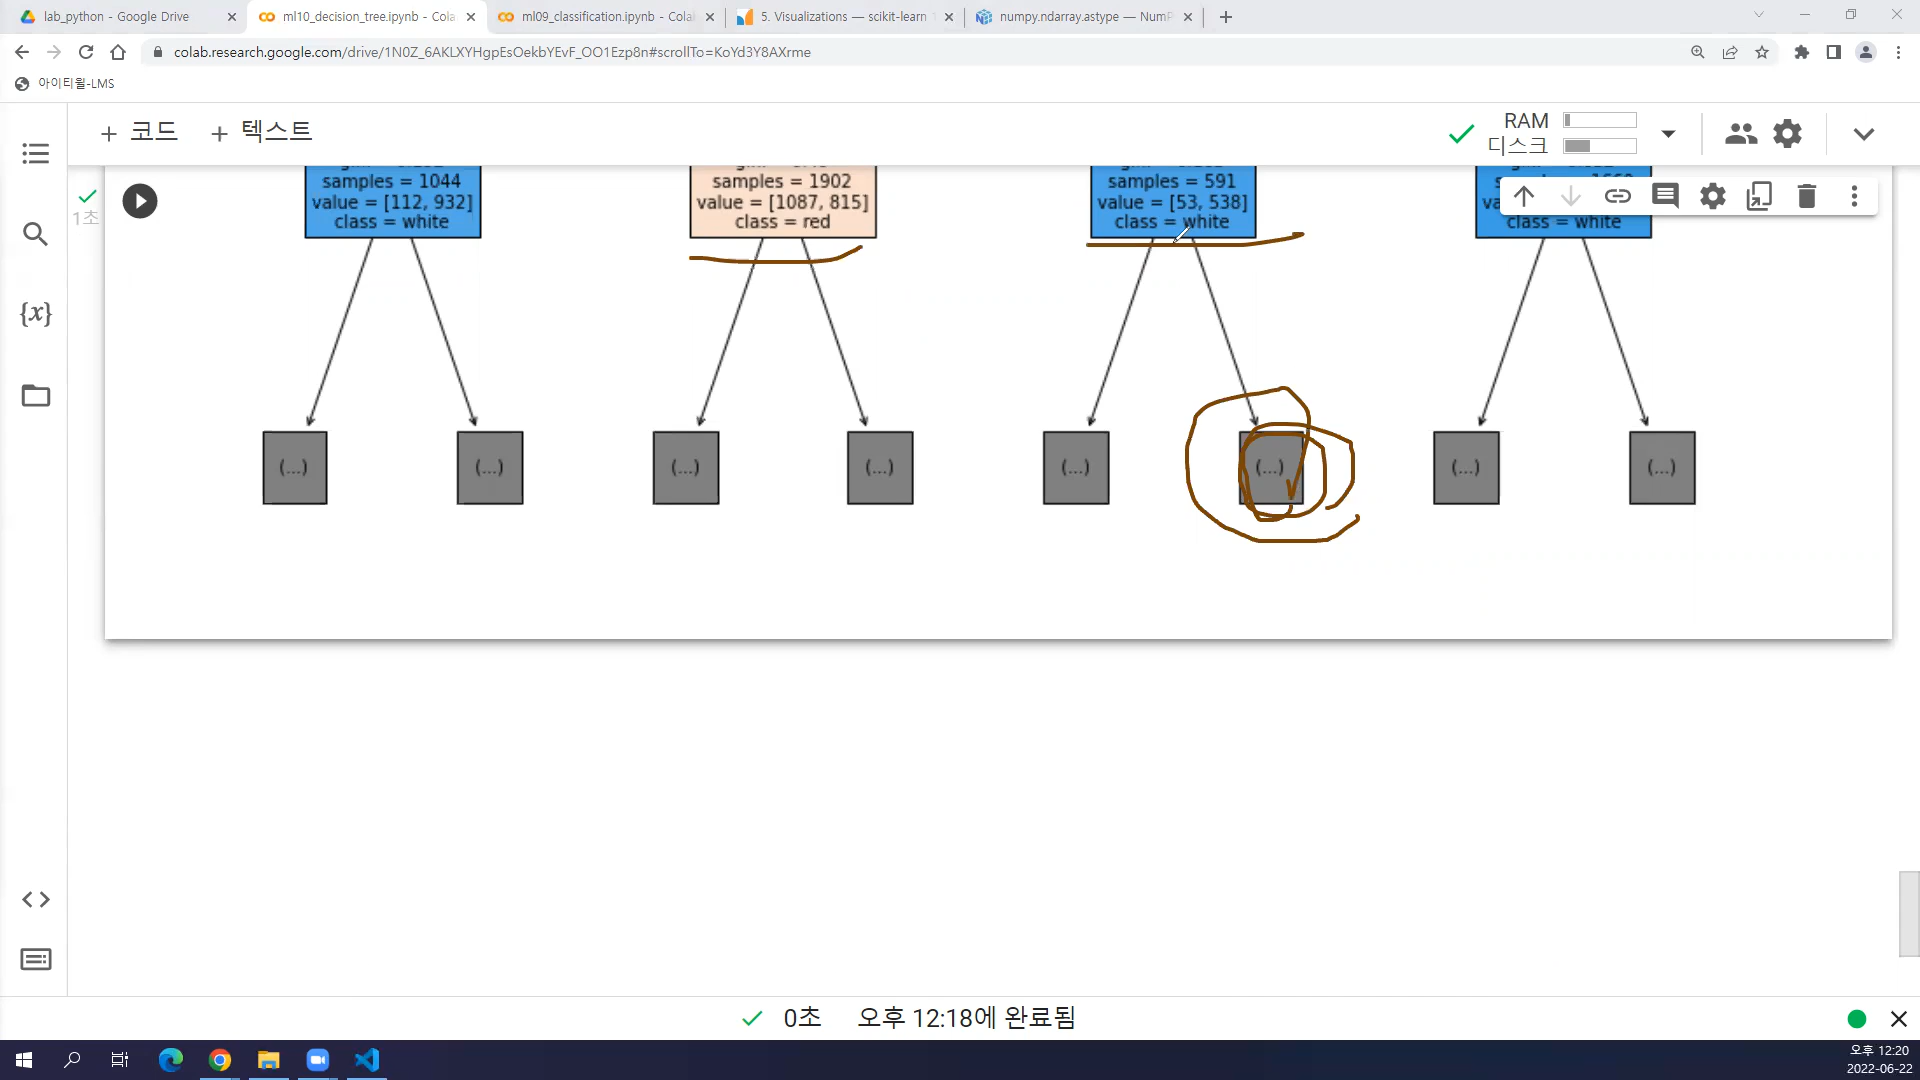 lab_python - Google Drive
ml10_decision_tree.ipynb - Cola
ml09_classification.ipynb - Cola
5. Visualizations — scikit-learn
numpy.ndarray.astype — NumP
colab.research.google.com/drive/1N0Z_6AKLXYHgpEsOekbYEvF_OO1Ezp8n#scrollTo=KoYd3Y8AXrme
아이티윌-LMS
+ 코드 + 텍스트
RAM
디스크
1초
samples = 1044
value = [112, 932]
class = white
samples = 1902
value = [1087, 815]
class = red
samples = 591
value = [53, 538]
class = white
class = white
(...) (...) (...) (...) (...) (...) (...) (...)
{x}
0초 오후 12:18에 완료됨
오후 12:20
2022-06-22